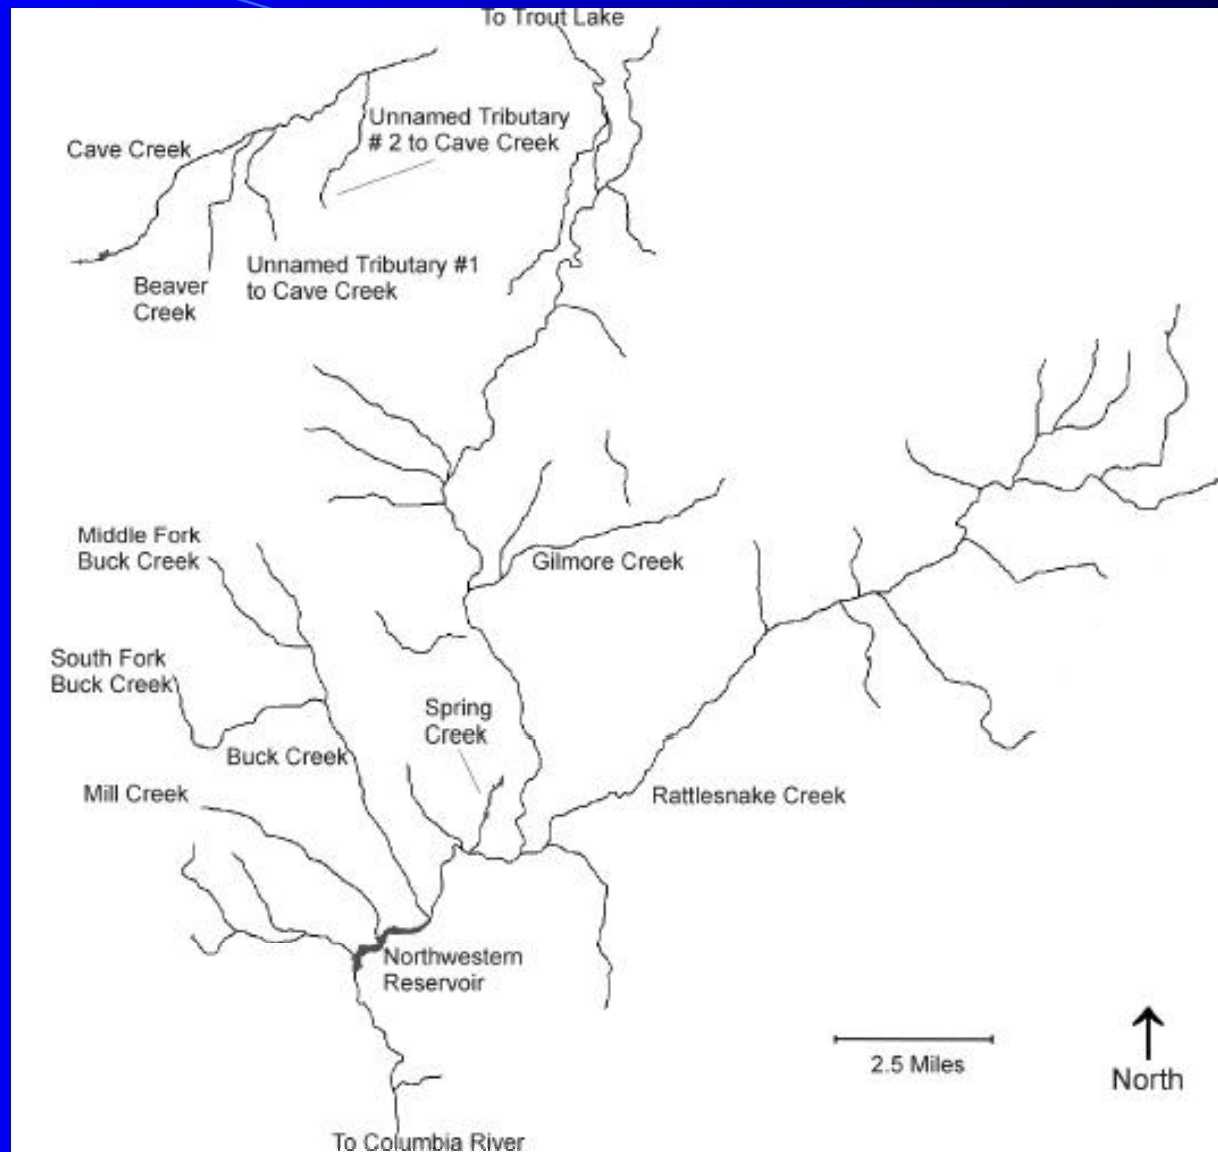 To Trout Lake
Unnamed Tributary
# 2 to Cave Creek
Cave Creek
Unnamed Tributary #1
to Cave Creek
Beaver
Creek
Middle Fork
Buck Creek
Gilmore Creek
South Fork
Buck Creek
Spring
Creek
Buck Creek
Mill Creek
Rattlesnake Creek
Northwestern
Reservoir
2.5 Miles
North
To Columbia River